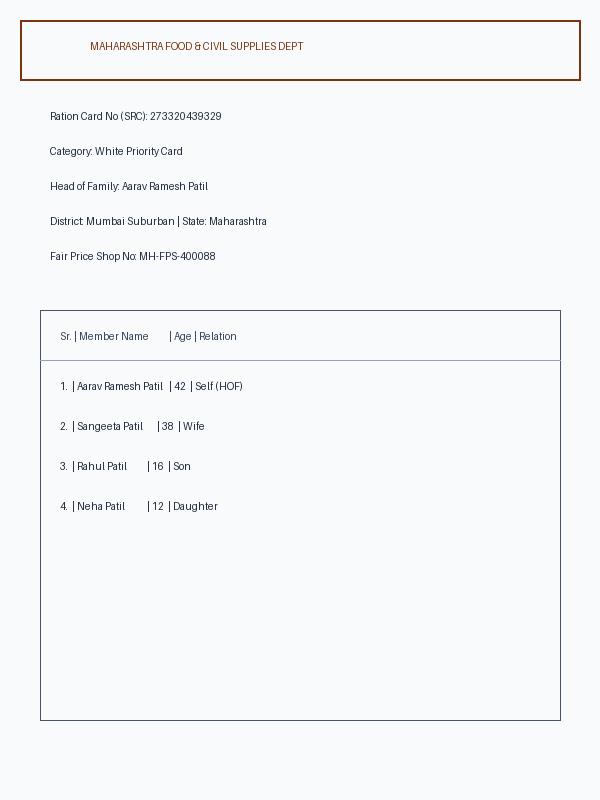 MAHARASHTRA FOOD & CIVIL SUPPLIES DEPT
Ration Card No (SRC): 273320439329
Category: White Priority Card
Head of Family: Aarav Ramesh Patil
District: Mumbai Suburban | State: Maharashtra
Fair Price Shop No: MH-FPS-400088
Sr. | Member Name | Age | Relation
1. | Aarav Ramesh Patil | 42 | Self (HOF)
2. | Sangeeta Patil | 38 | Wife
3. | Rahul Patil | 16 | Son
4. | Neha Patil | 12 | Daughter